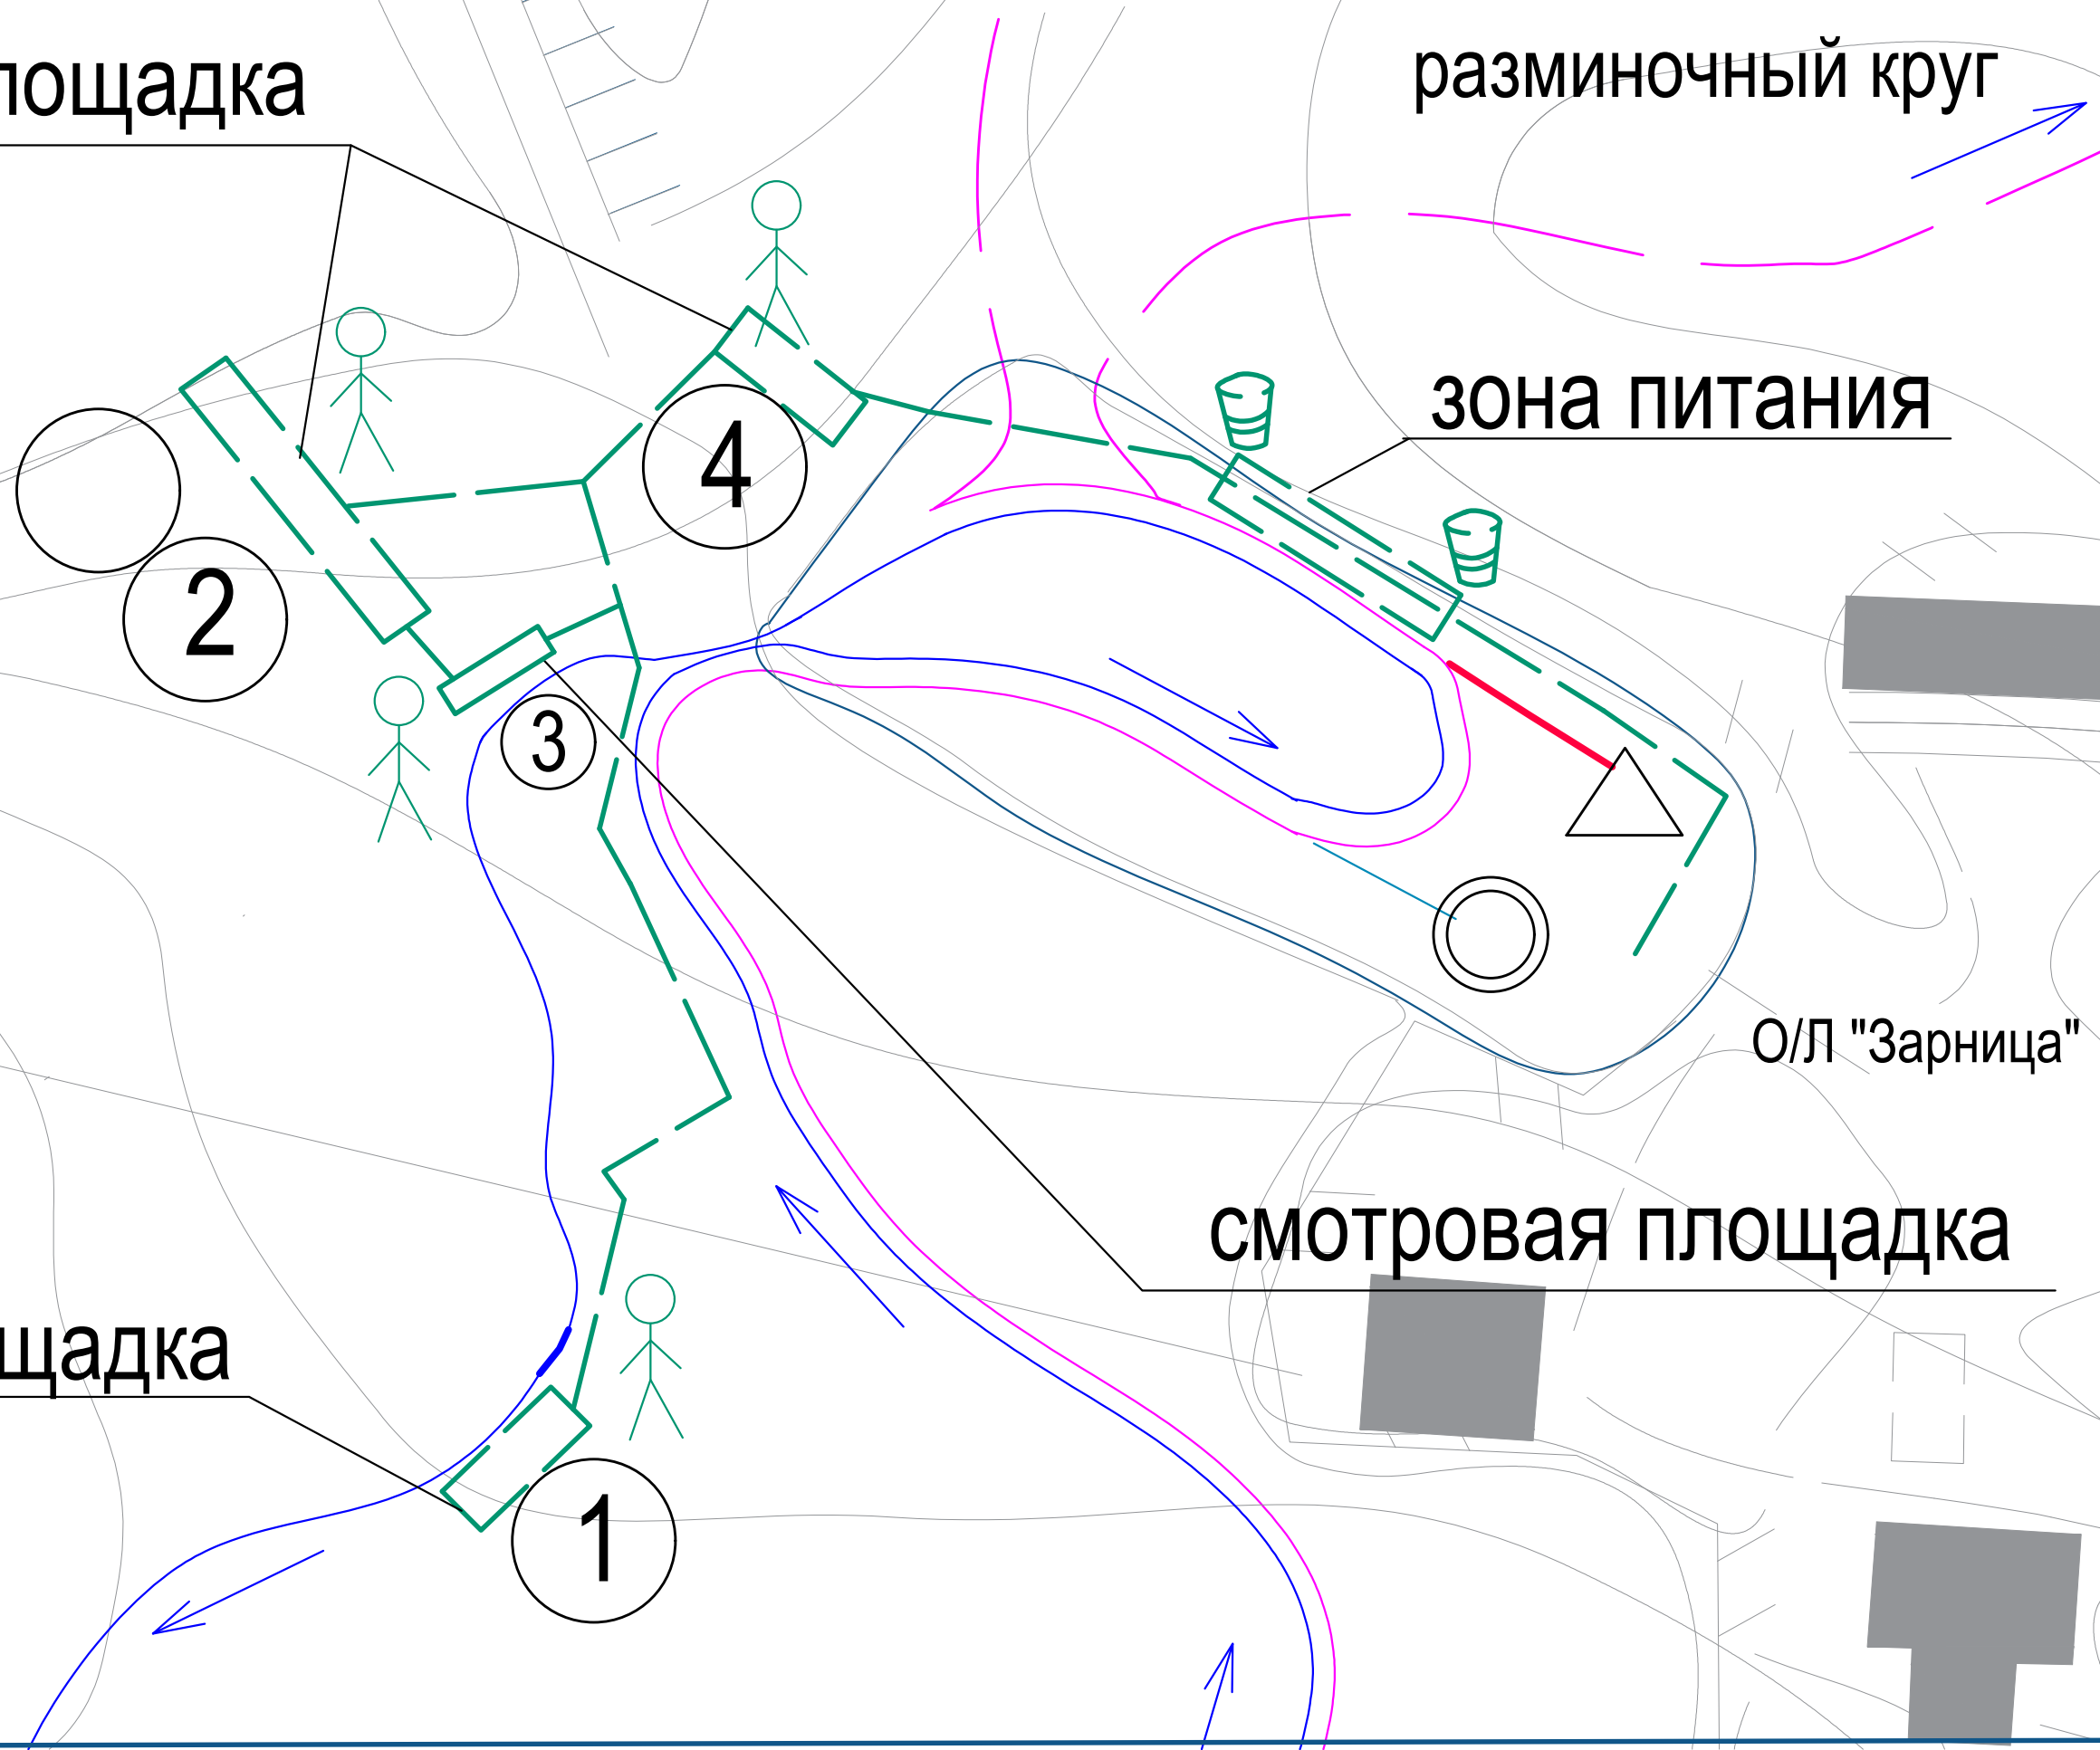 лощадка
разминочный круг
зона питания
4
2
3
О/Л "Зарница"
смотровая площадка
щадка
1